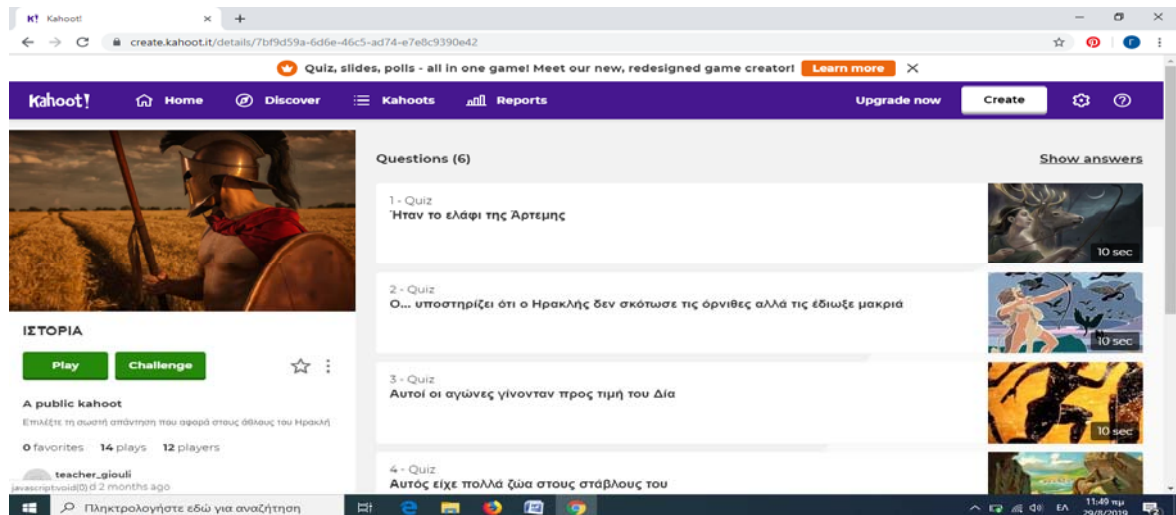 K! Kahoot!
create.kahoot.it/details/7bf9d59a-6d6e-46c5-ad74-e7e8c9390e42
Quiz, slides, polls - all in one game! Meet our new, redesigned game creator! Learn more
Kahoot! Home Discover Kahoots Reports Upgrade now Create
Questions (6) Show answers
1 - Quiz
Ήταν το ελάφι της Άρτεμης
10 sec
2 - Quiz
Ο... υποστηρίζει ότι ο Ηρακλής δεν σκότωσε τις όρνιθες αλλά τις έδιωξε μακριά
10 sec
3 - Quiz
Αυτοί οι αγώνες γίνονταν προς τιμή του Δία
10 sec
4 - Quiz
Αυτός είχε πολλά ζώα στους στάβλους του
ΙΣΤΟΡΙΑ
Play Challenge
A public kahoot
Επιλέξτε τη σωστή απάντηση που αφορά στους άθλους του Ηρακλή
0 favorites 14 plays 12 players
teacher_giouli
javascript:void(0) d 2 months ago
Πληκτρολογήστε εδώ για αναζήτηση
ΕΛ
11:49 πμ
29/8/2019